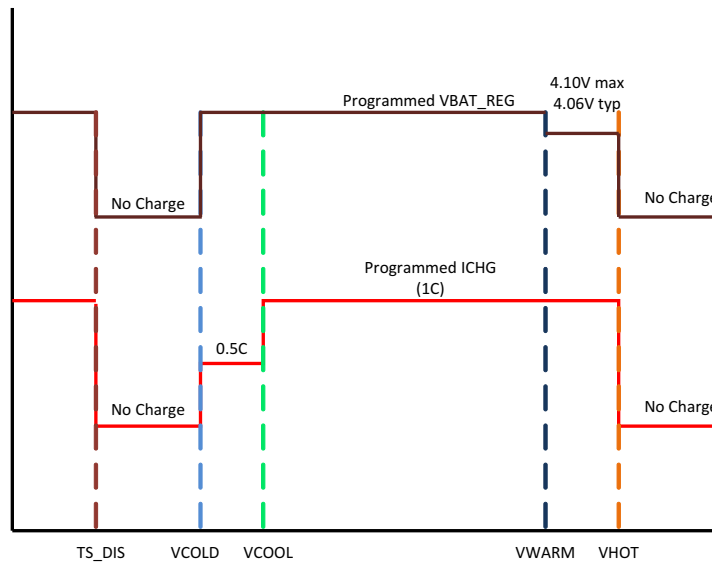 4.10V max
4.06V typ
Programmed VBAT_REG
No Charge
No Charge
Programmed ICHG
(1C)
0.5C
No Charge
No Charge
TS_DIS
VCOLD
VCOOL
VWARM
VHOT